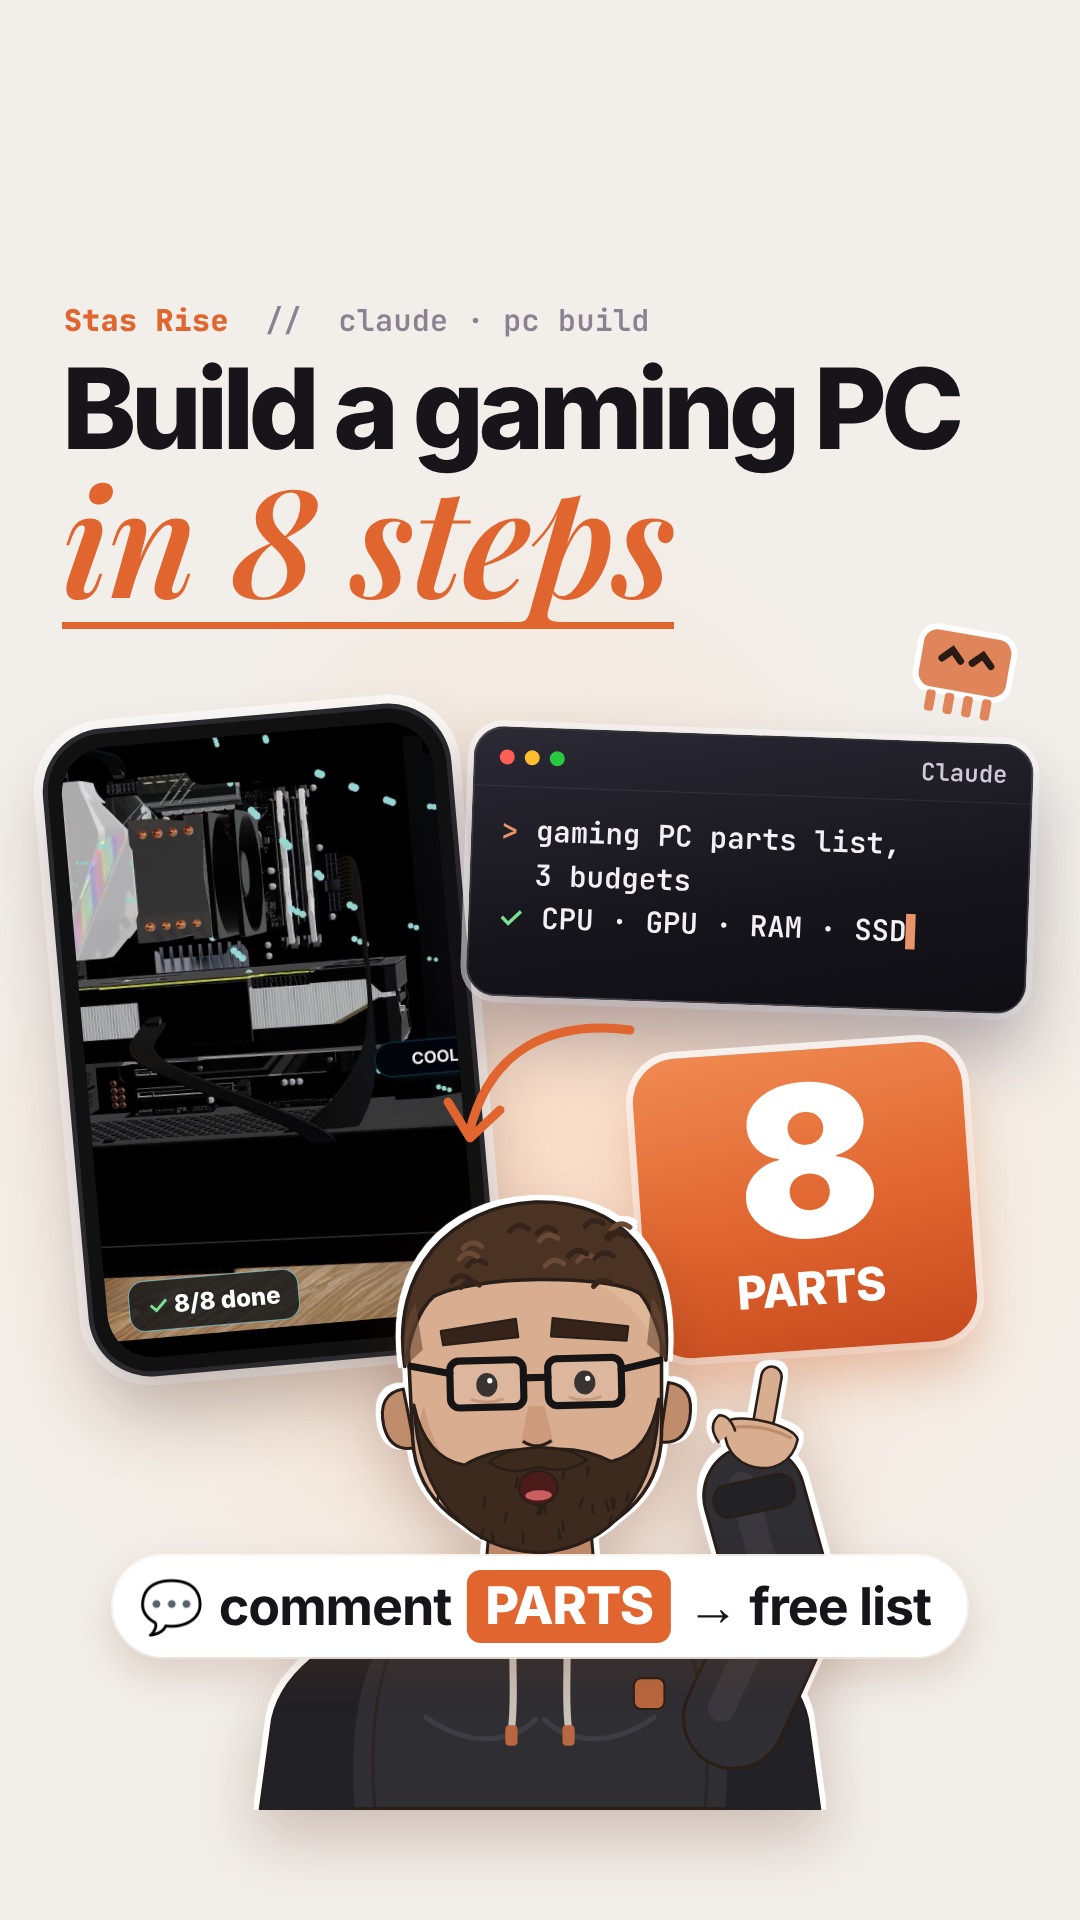 Stas Rise // claude · pc build
Build a gaming PC
in 8 steps
Claude
> gaming PC parts list,
3 budgets
✓ CPU · GPU · RAM · SSD
COOL
8
PARTS
✓ 8/8 done
💬 comment PARTS → free list